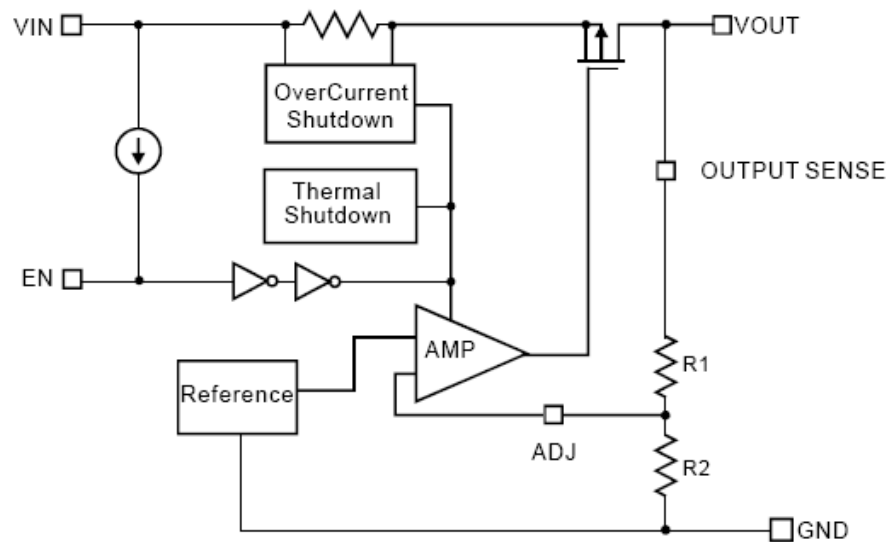 VIN
VOUT
OverCurrent
Shutdown
Thermal
Shutdown
OUTPUT SENSE
EN
AMP
R1
Reference
ADJ
R2
GND